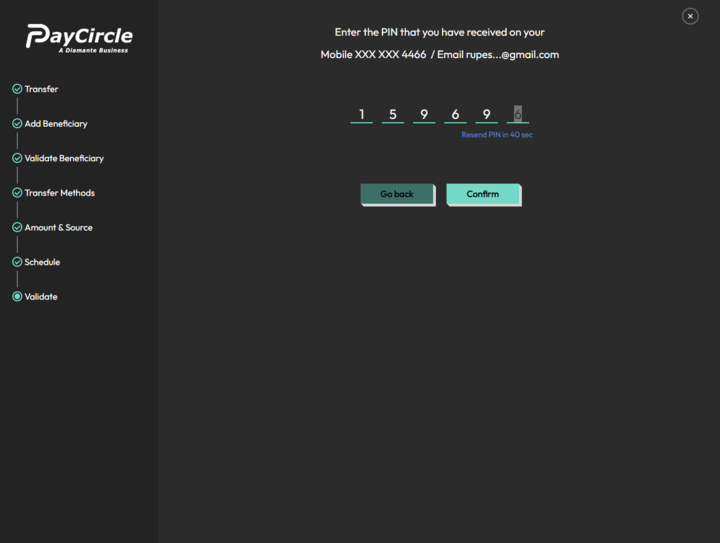 PayCircle
A Diamante Business
Transfer
Add Beneficiary
Validate Beneficiary
Transfer Methods
Amount & Source
Schedule
Validate
Enter the PIN that you have received on your
Mobile XXX XXX 4466 / Email rupes...@gmail.com
1 5 9 6 9 6
Resend PIN in 40 sec
Go back
Confirm